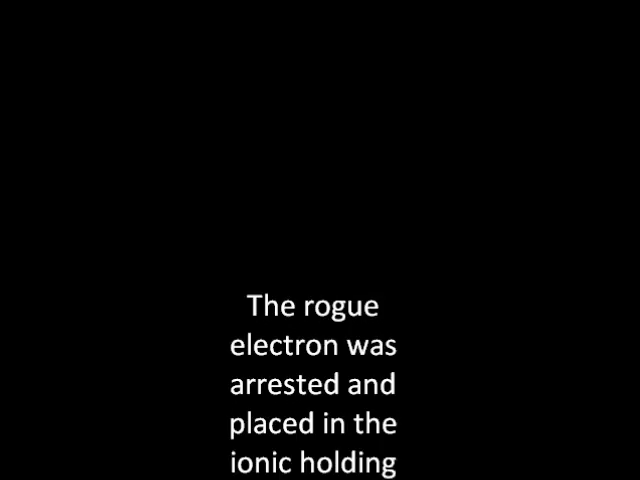 The rogue
electron was
arrested and
placed in the
ionic holding